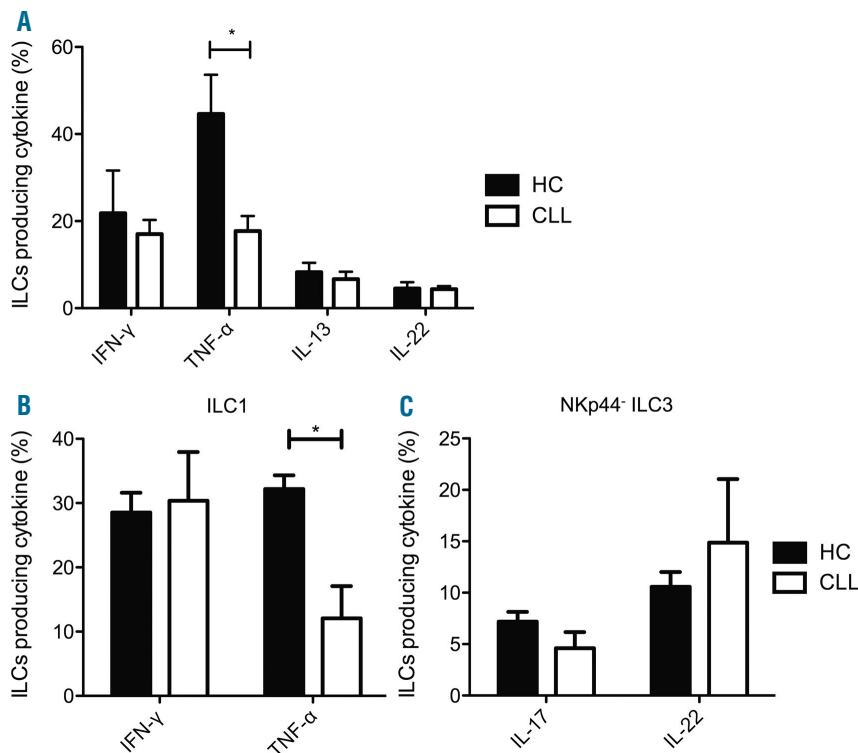 A
ILCs producing cytokine (%)
60
40
20
0
*
IFN-γ
TNF-α
IL-13
IL-22
HC
CLL
B
ILC1
ILCs producing cytokine (%)
40
30
20
10
0
*
IFN-γ
TNF-α
C
NKp44⁻ ILC3
ILCs producing cytokine (%)
25
20
15
10
5
0
IL-17
IL-22
HC
CLL